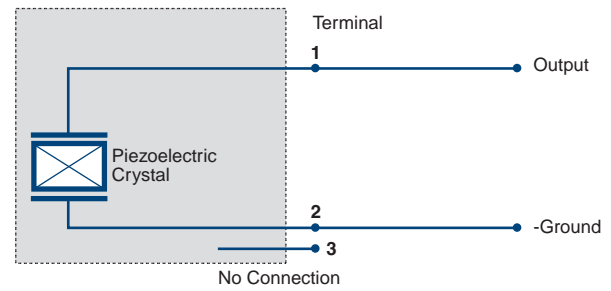 Terminal
1
Output
Piezoelectric
Crystal
2
-Ground
3
No Connection